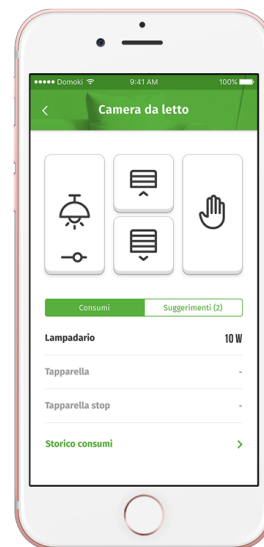 Domoki 9:41 AM 100%
Camera da letto
Consumi Suggerimenti (2)
Lampadario 10 W
Tapparella -
Tapparella stop -
Storico consumi